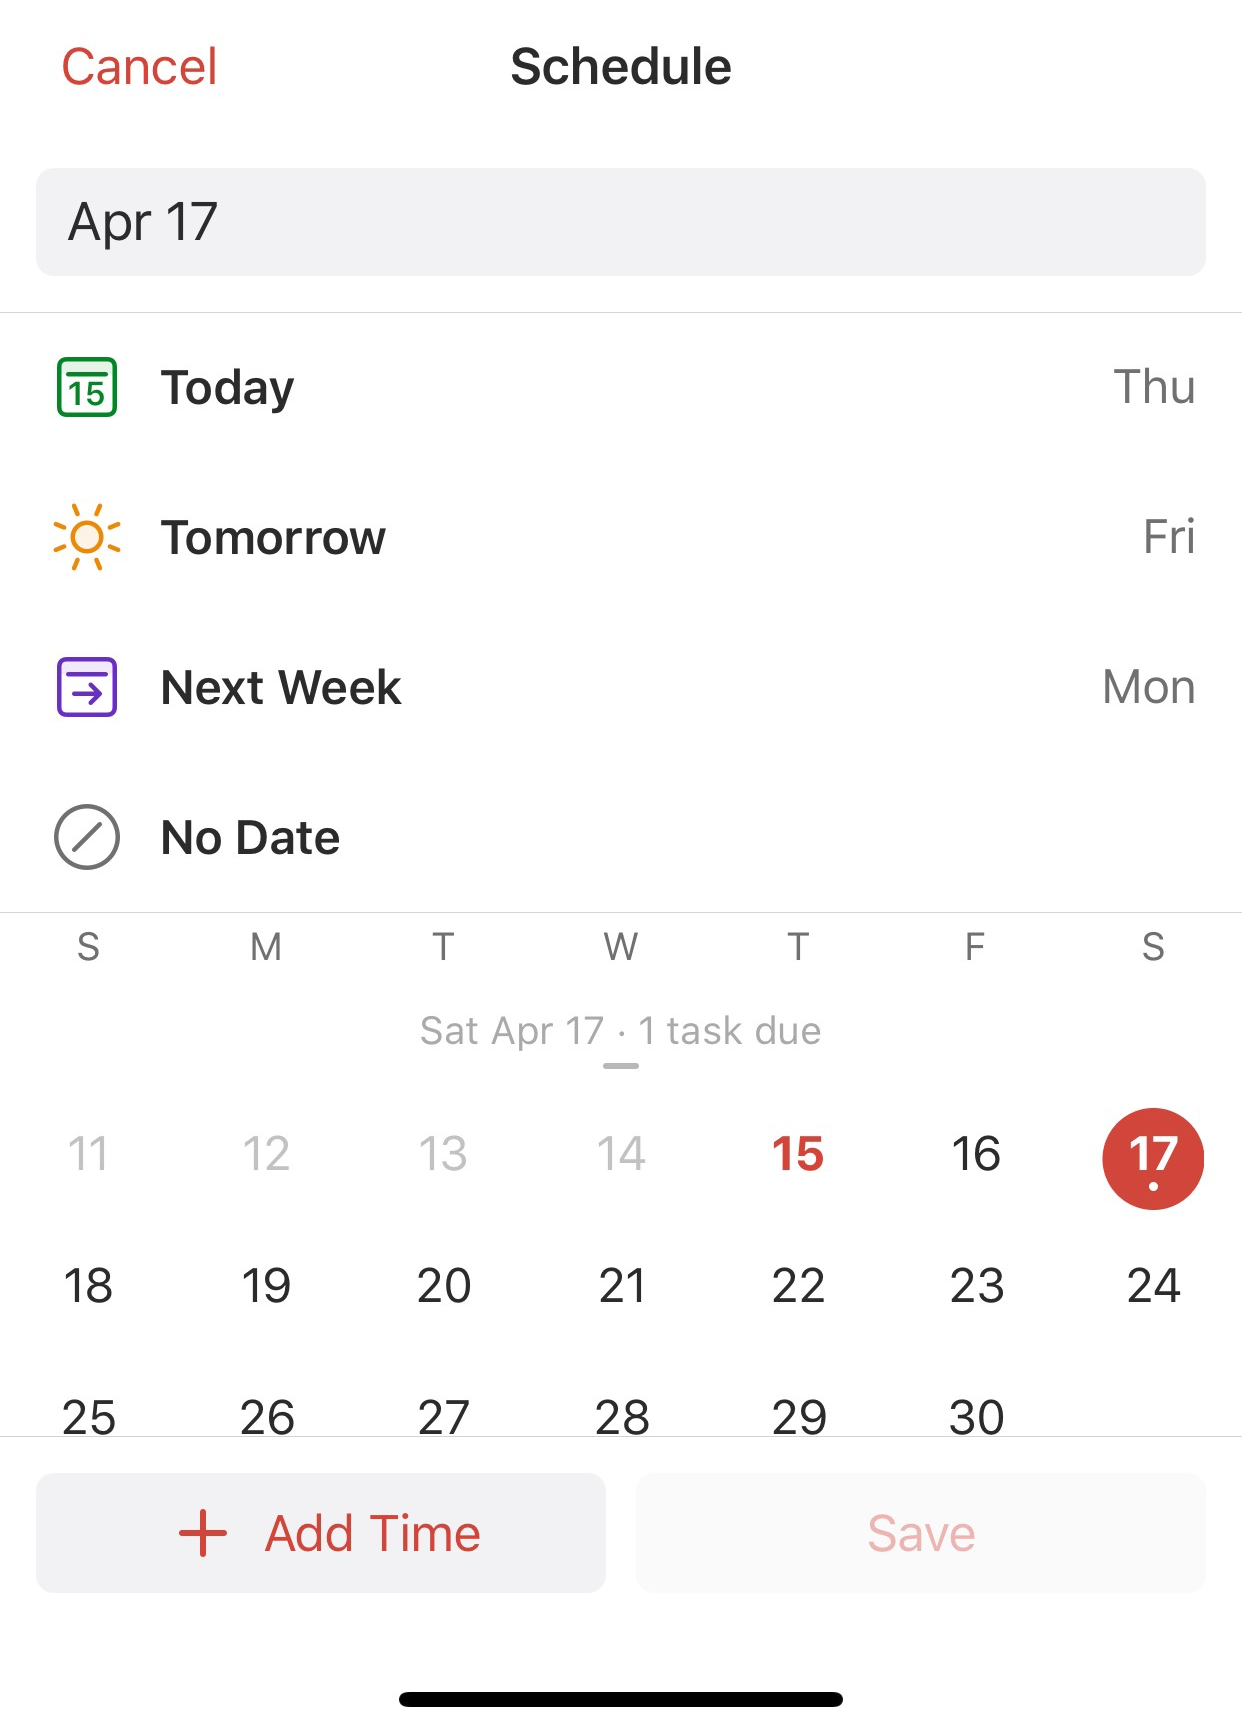 Cancel Schedule
Apr 17
15 Today Thu
Tomorrow Fri
Next Week Mon
No Date
S M T W T F S
Sat Apr 17 · 1 task due
11 12 13 14 15 16 17
18 19 20 21 22 23 24
25 26 27 28 29 30
+ Add Time Save